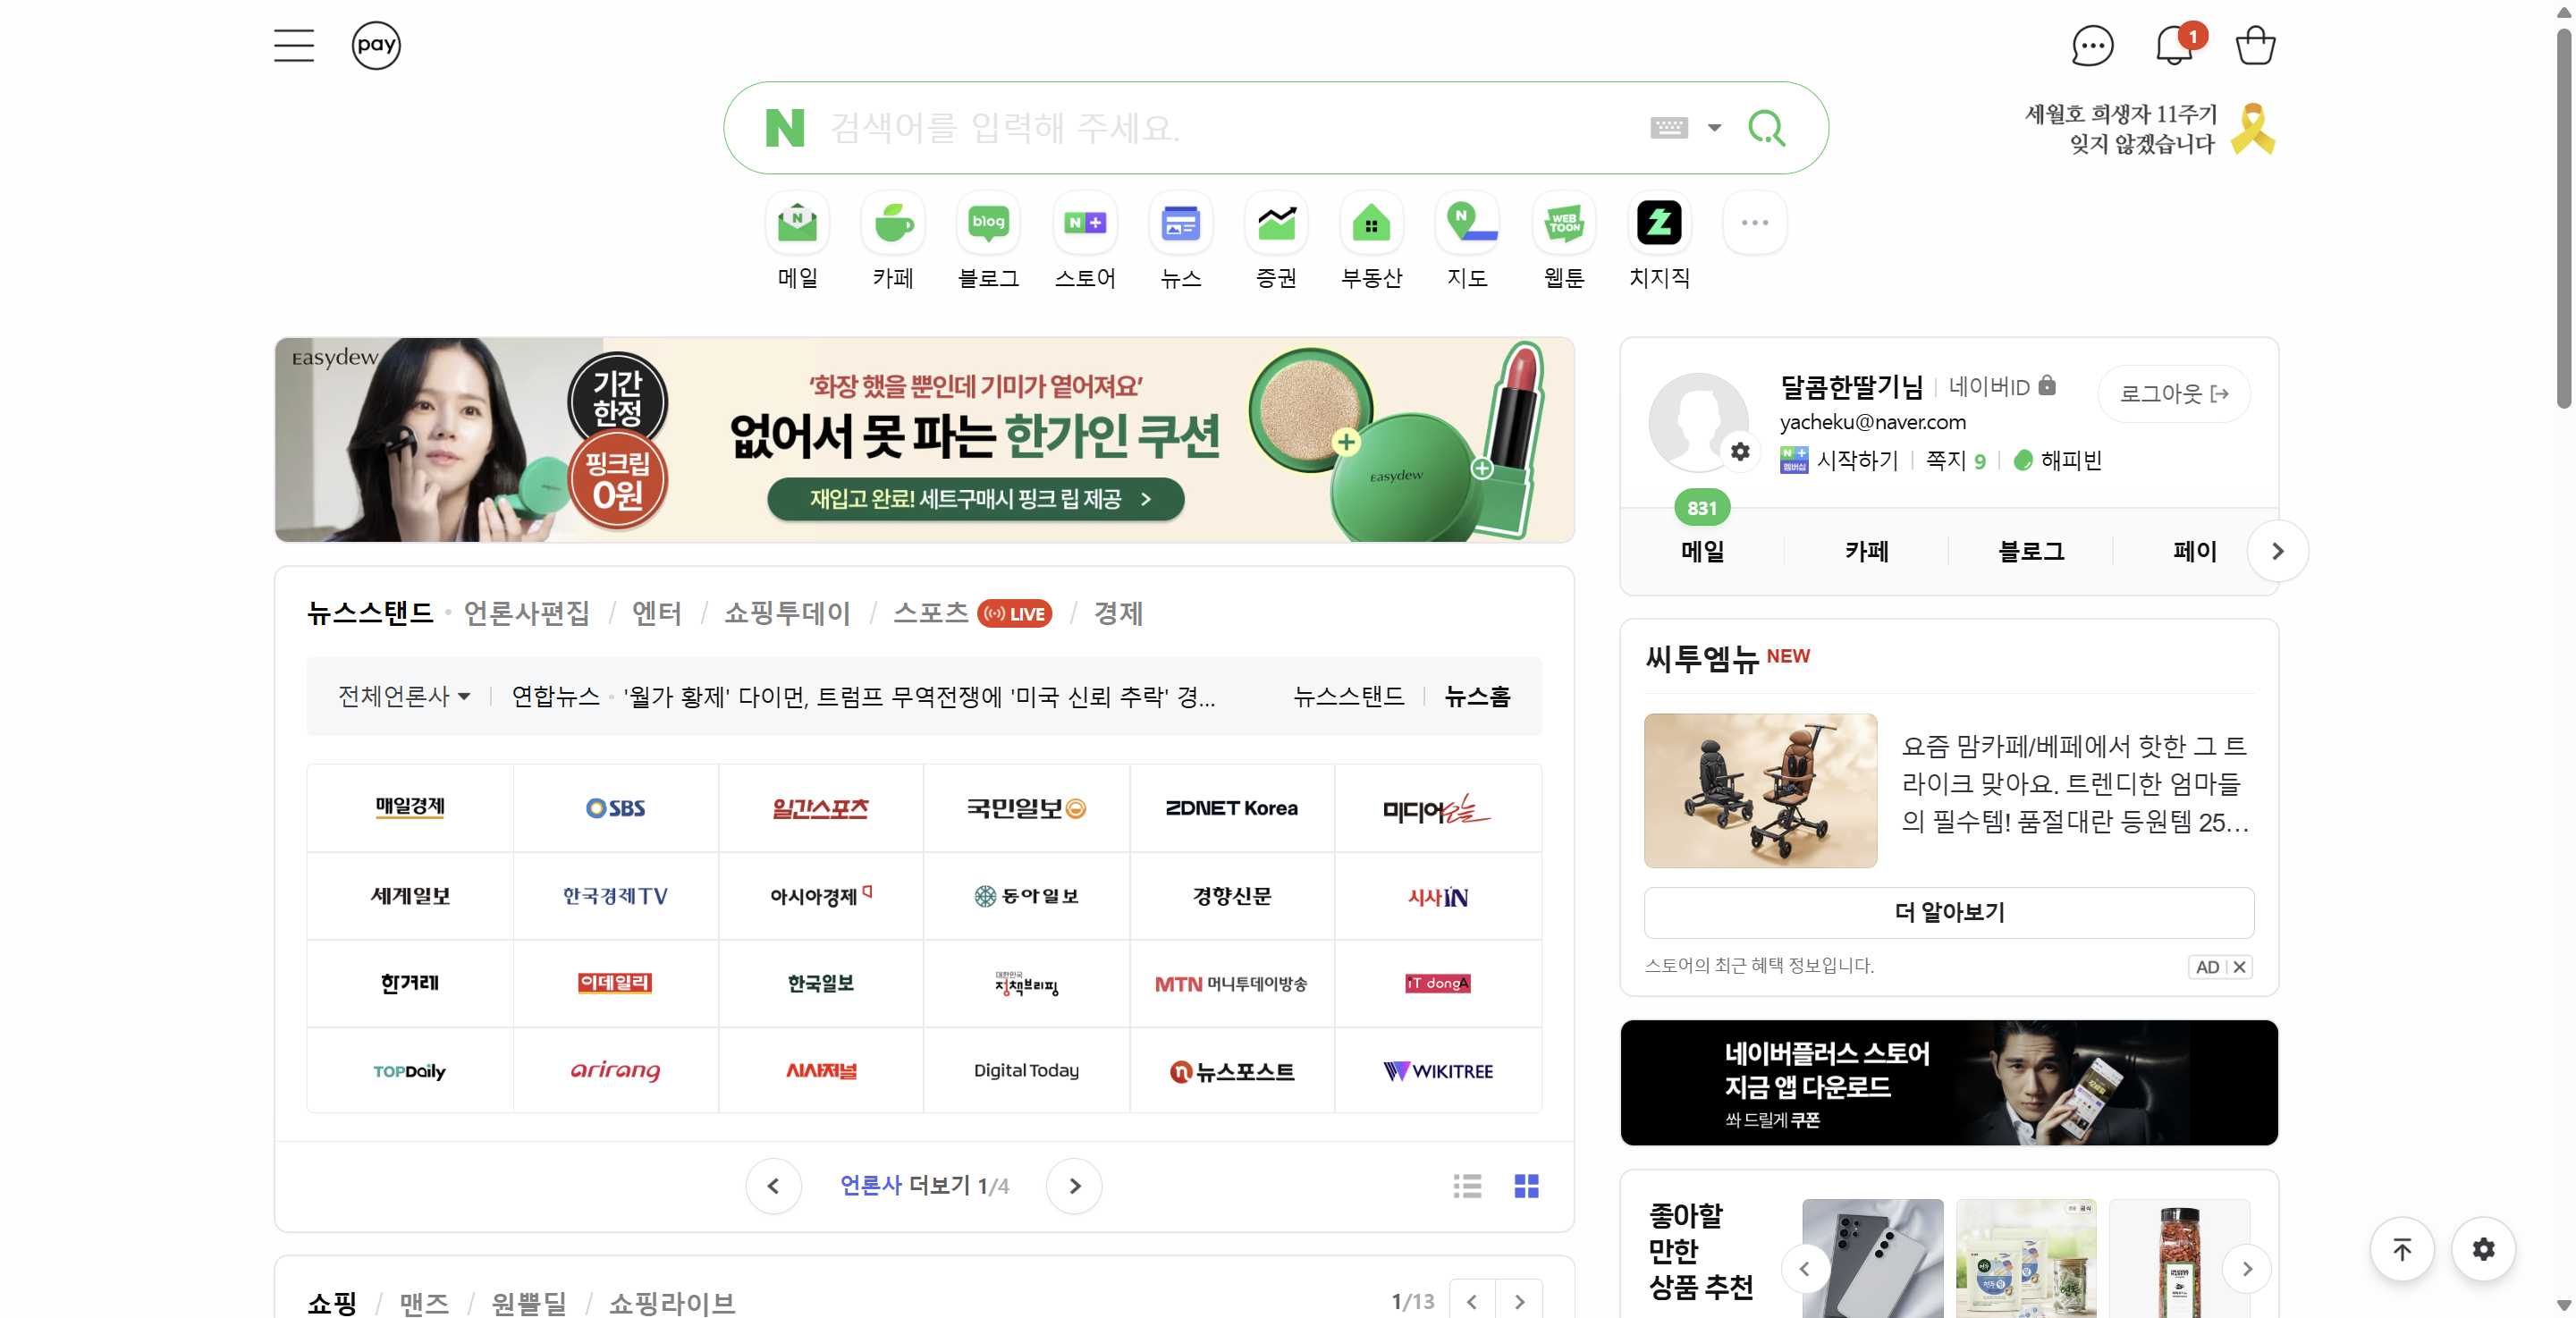 pay
1
N 검색어를 입력해 주세요.
세월호 희생자 11주기
잊지 않겠습니다
N
blog
N +
N
WEB
TOON
메일
카페
블로그
스토어
뉴스
증권
부동산
지도
웹툰
치지직
Easydew
기간
한정
핑크립
0원
'화장 했을 뿐인데 기미가 옅어져요'
없어서 못 파는 한가인 쿠션
재입고 완료! 세트구매시 핑크 립 제공 >
Easydew
달콤한딸기님 네이버ID
로그아웃
yacheku@naver.com
N + 멤버십 시작하기 쪽지 9 해피빈
831
메일 카페 블로그 페이
뉴스스탠드 · 언론사편집 / 엔터 / 쇼핑투데이 / 스포츠 LIVE / 경제
전체언론사 연합뉴스 · '월가 황제' 다이먼, 트럼프 무역전쟁에 '미국 신뢰 추락' 경... 뉴스스탠드 뉴스홈
매일경제 SBS 일간스포츠 국민일보 ZDNET Korea 미디어오늘
세계일보 한국경제TV 아시아경제 동아일보 경향신문 시사IN
한겨레 이데일리 한국일보 대한민국 정책브리핑 MTN 머니투데이방송 iT dongA
TOPDaily arirang 시사저널 Digital Today 뉴스포스트 WIKITREE
언론사 더보기 1/4
쇼핑 / 맨즈 / 원쁠딜 / 쇼핑라이브
1/13
씨투엠뉴 NEW
요즘 맘카페/베페에서 핫한 그 트
라이크 맞아요. 트렌디한 엄마들
의 필수템! 품절대란 등원템 25...
더 알아보기
스토어의 최근 혜택 정보입니다.
AD
네이버플러스 스토어
지금 앱 다운로드
쏴 드릴게 쿠폰
좋아할
만한
상품 추천